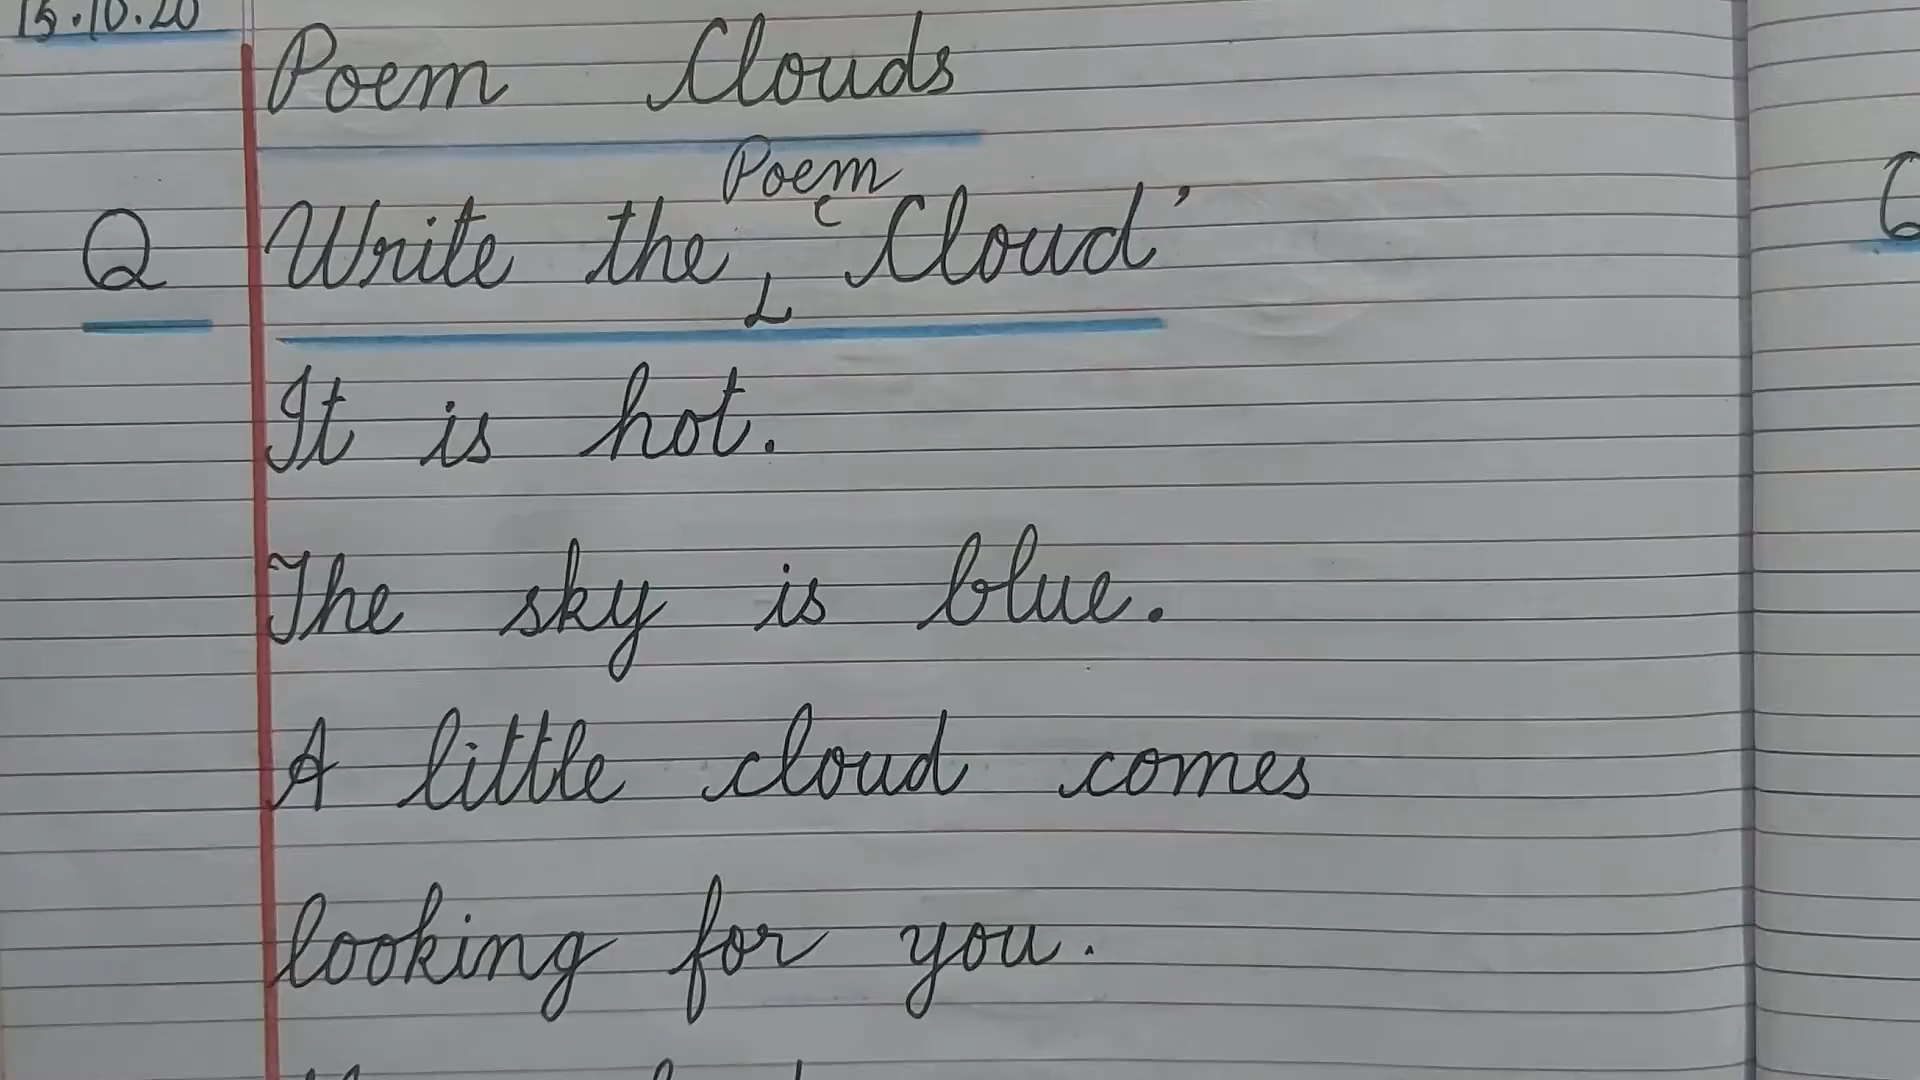 15.10.20
Poem Clouds
Poem
Q Write the ‘Cloud’
It is hot.
The sky is blue.
A little cloud comes
looking for you.